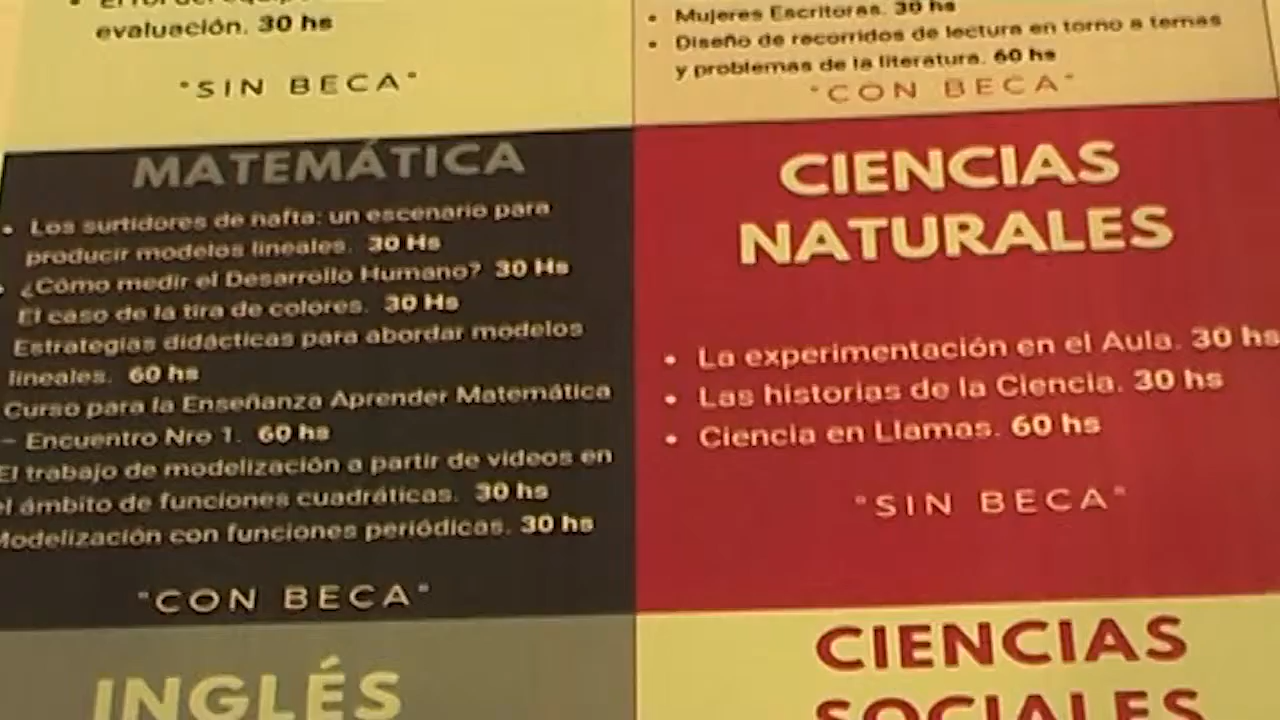 evaluación. 30 hs
"SIN BECA"
• Mujeres Escritoras. 30 hs
• Diseño de recorridos de lectura en torno a temas
y problemas de la literatura. 60 hs
"CON BECA"
MATEMÁTICA
• Los surtidores de nafta: un escenario para
producir modelos lineales. 30 Hs
• ¿Cómo medir el Desarrollo Humano? 30 Hs
El caso de la tira de colores. 30 Hs
Estrategias didácticas para abordar modelos
lineales. 60 hs
Curso para la Enseñanza Aprender Matemática
– Encuentro Nro 1. 60 hs
El trabajo de modelización a partir de videos en
el ámbito de funciones cuadráticas. 30 hs
Modelización con funciones periódicas. 30 hs
"CON BECA"
CIENCIAS
NATURALES
• La experimentación en el Aula. 30 hs
• Las historias de la Ciencia. 30 hs
• Ciencia en Llamas. 60 hs
"SIN BECA"
INGLÉS
CIENCIAS
SOCIALES